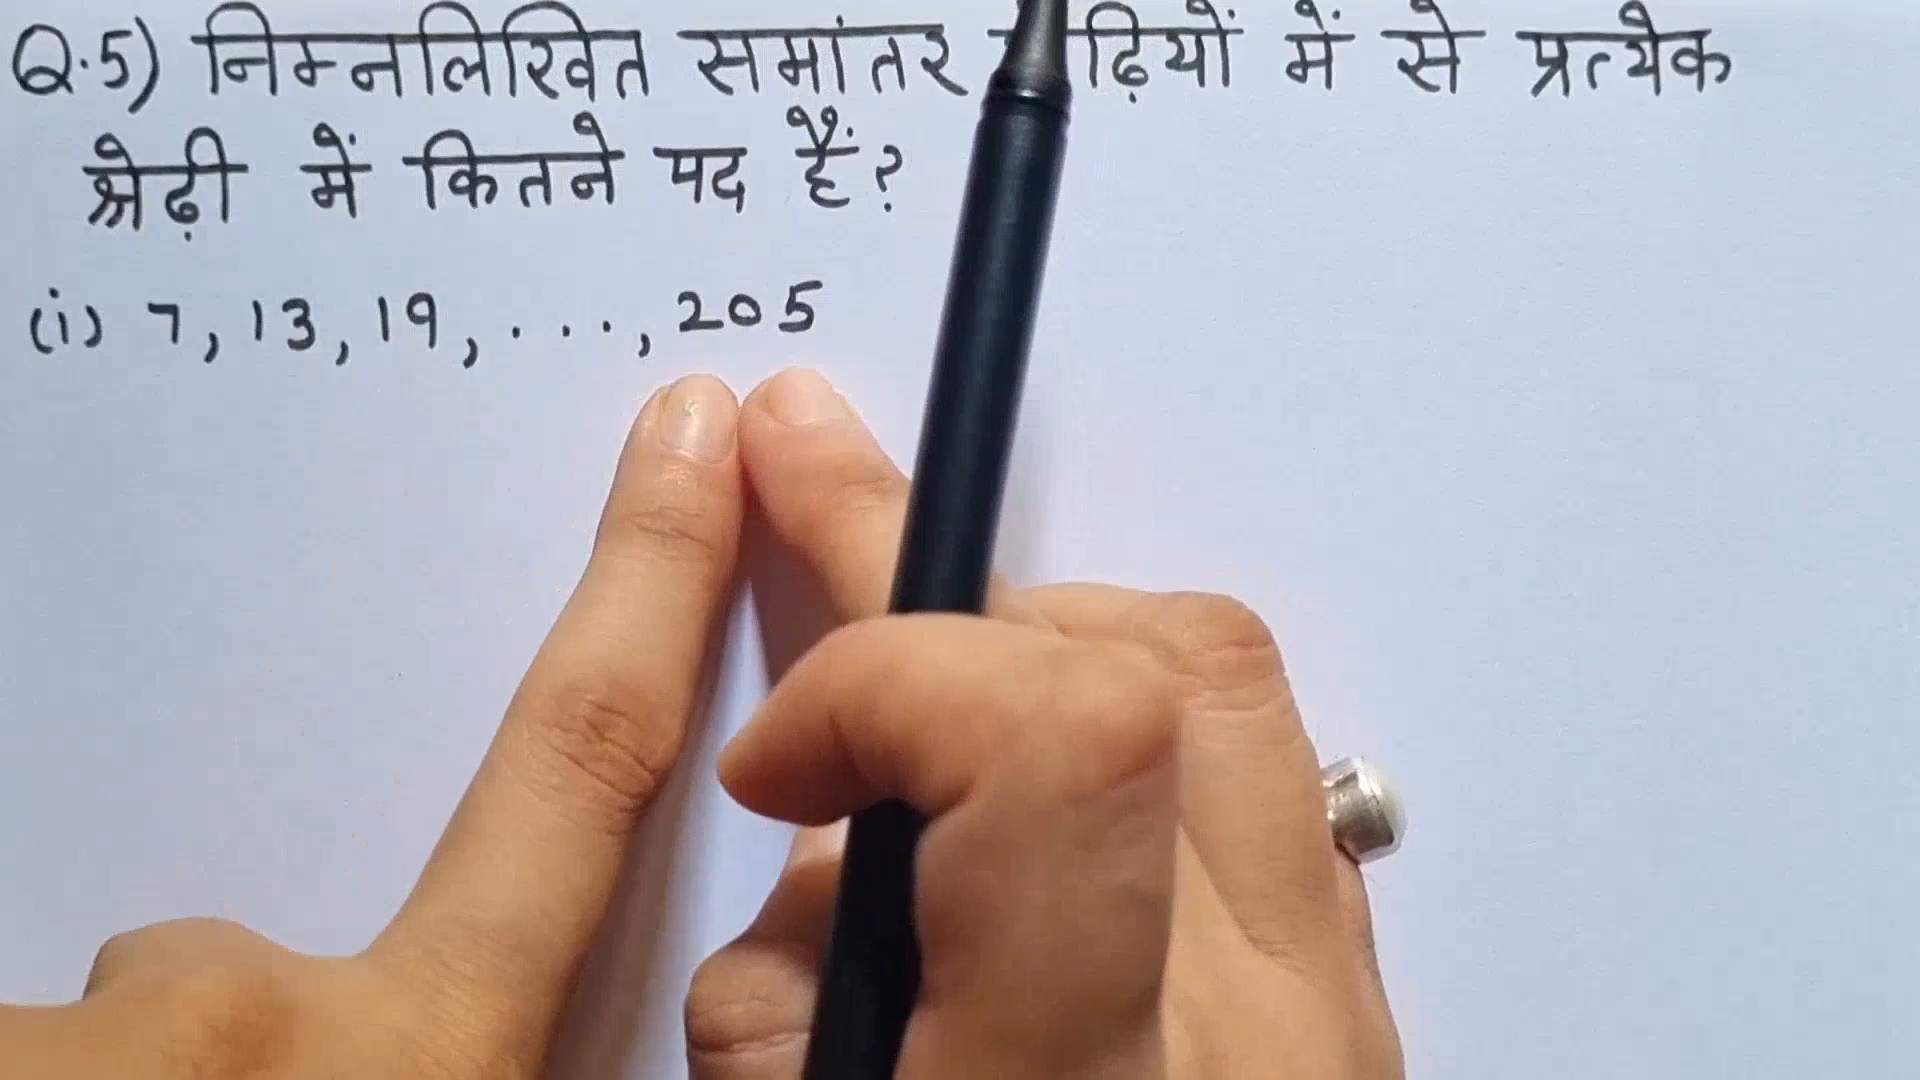 Q.5) निम्नलिखित समांतर में से प्रत्येक
श्रेढ़ी में कितने पद हैं?
(i) 7, 13, 19, . . ., 205